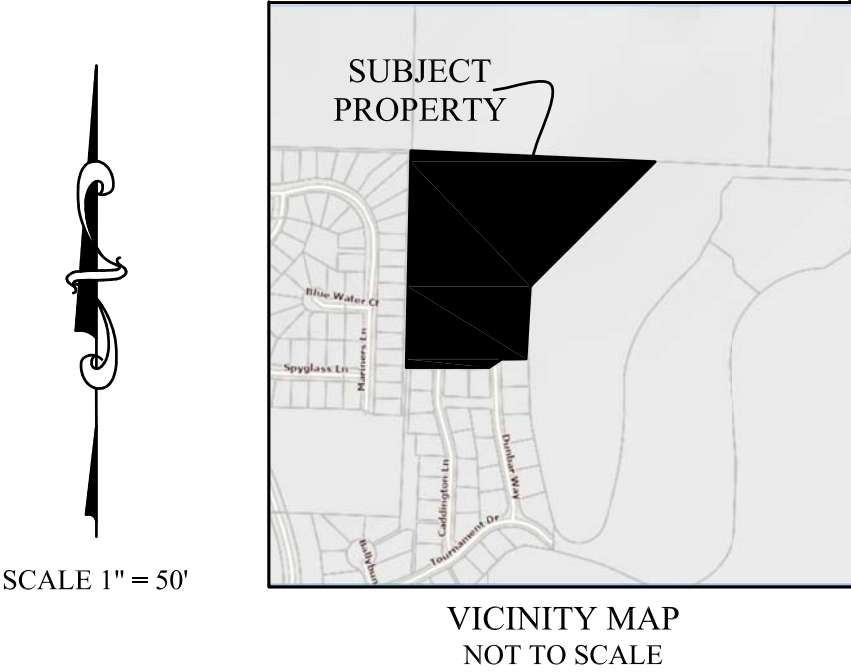 SUBJECT
PROPERTY
Blue Water Ct
Mariners Ln
Spyglass Ln
Caddington Ln
Dunbar Way
Tournament Dr
Ballybun
SCALE 1" = 50'
VICINITY MAP
NOT TO SCALE